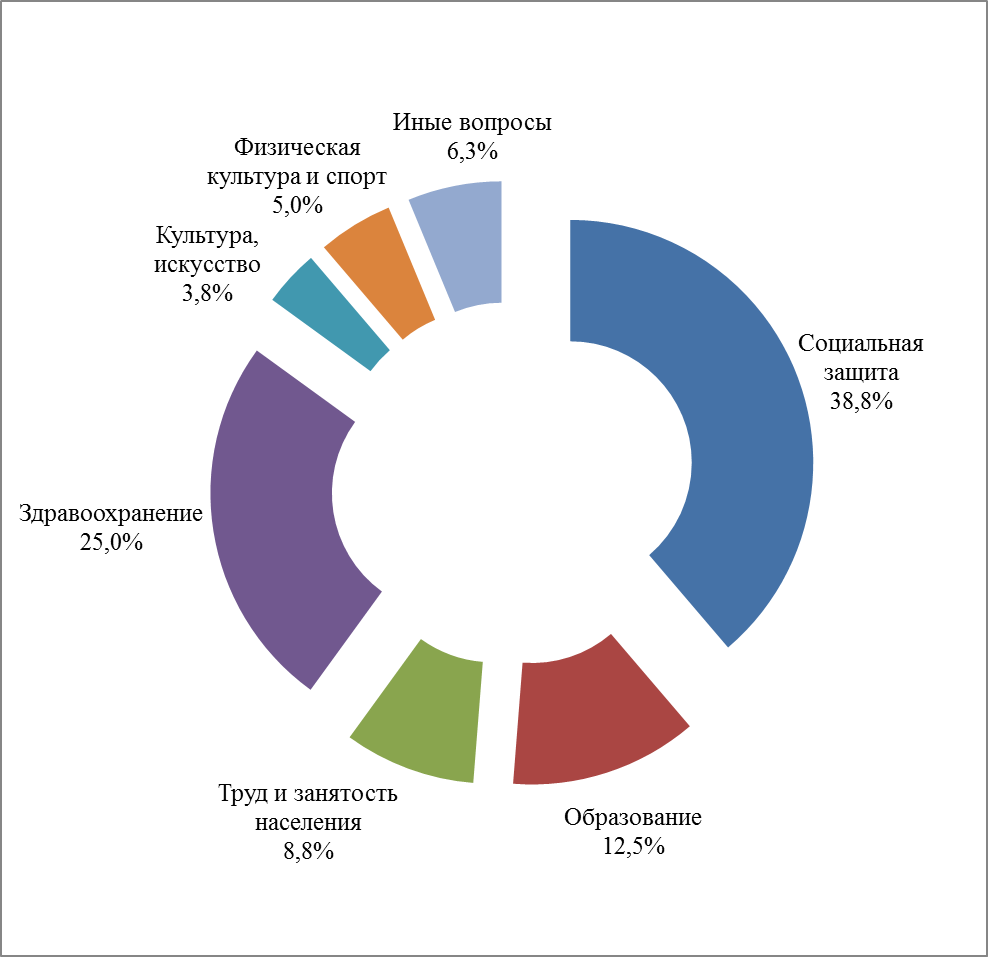 Иные вопросы
6,3%
Физическая
культура и спорт
5,0%
Культура,
искусство
3,8%
Социальная
защита
38,8%
Здравоохранение
25,0%
Труд и занятость
населения
8,8%
Образование
12,5%